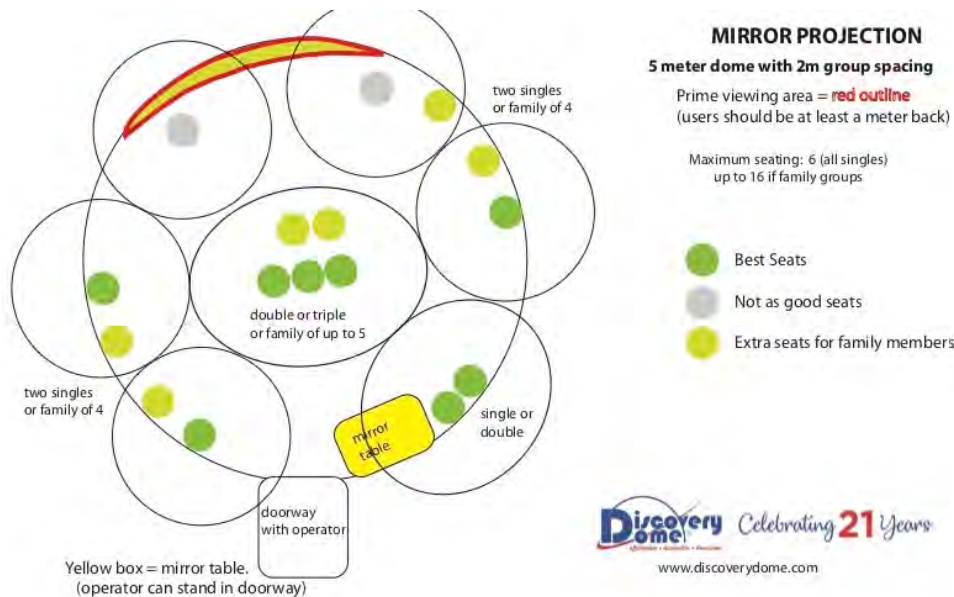 MIRROR PROJECTION
5 meter dome with 2m group spacing
Prime viewing area = red outline
(users should be at least a meter back)
Maximum seating: 6 (all singles)
up to 16 if family groups
Best Seats
Not as good seats
Extra seats for family members
two singles
or family of 4
double or triple
or family of up to 5
two singles
or family of 4
single or
double
mirror
table
doorway
with operator
Yellow box = mirror table.
(operator can stand in doorway)
Discovery
Dome
Celebrating 21 Years
www.discoverydome.com